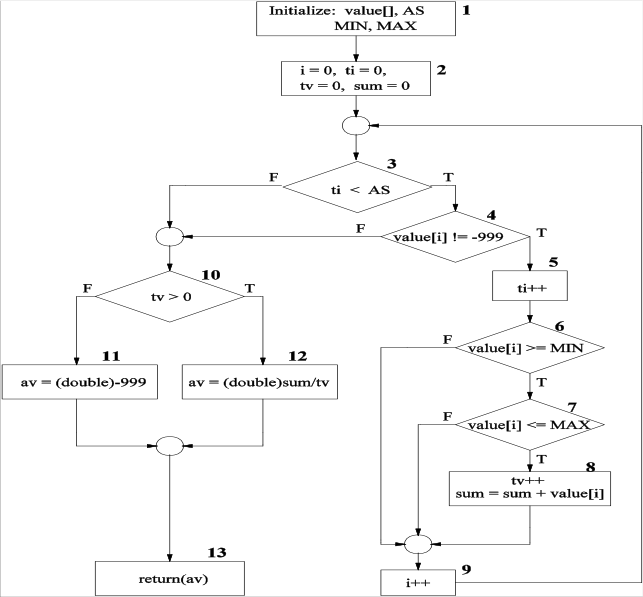 1
Initialize: value[], AS
MIN, MAX
2
i = 0, ti = 0,
tv = 0, sum = 0
3
F
T
ti < AS
4
F
value[i] != -999
T
5
ti++
10
F
T
tv > 0
6
F
value[i] >= MIN
T
11
av = (double)-999
12
av = (double)sum/tv
7
F
value[i] <= MAX
T
8
tv++
sum = sum + value[i]
13
return(av)
9
i++